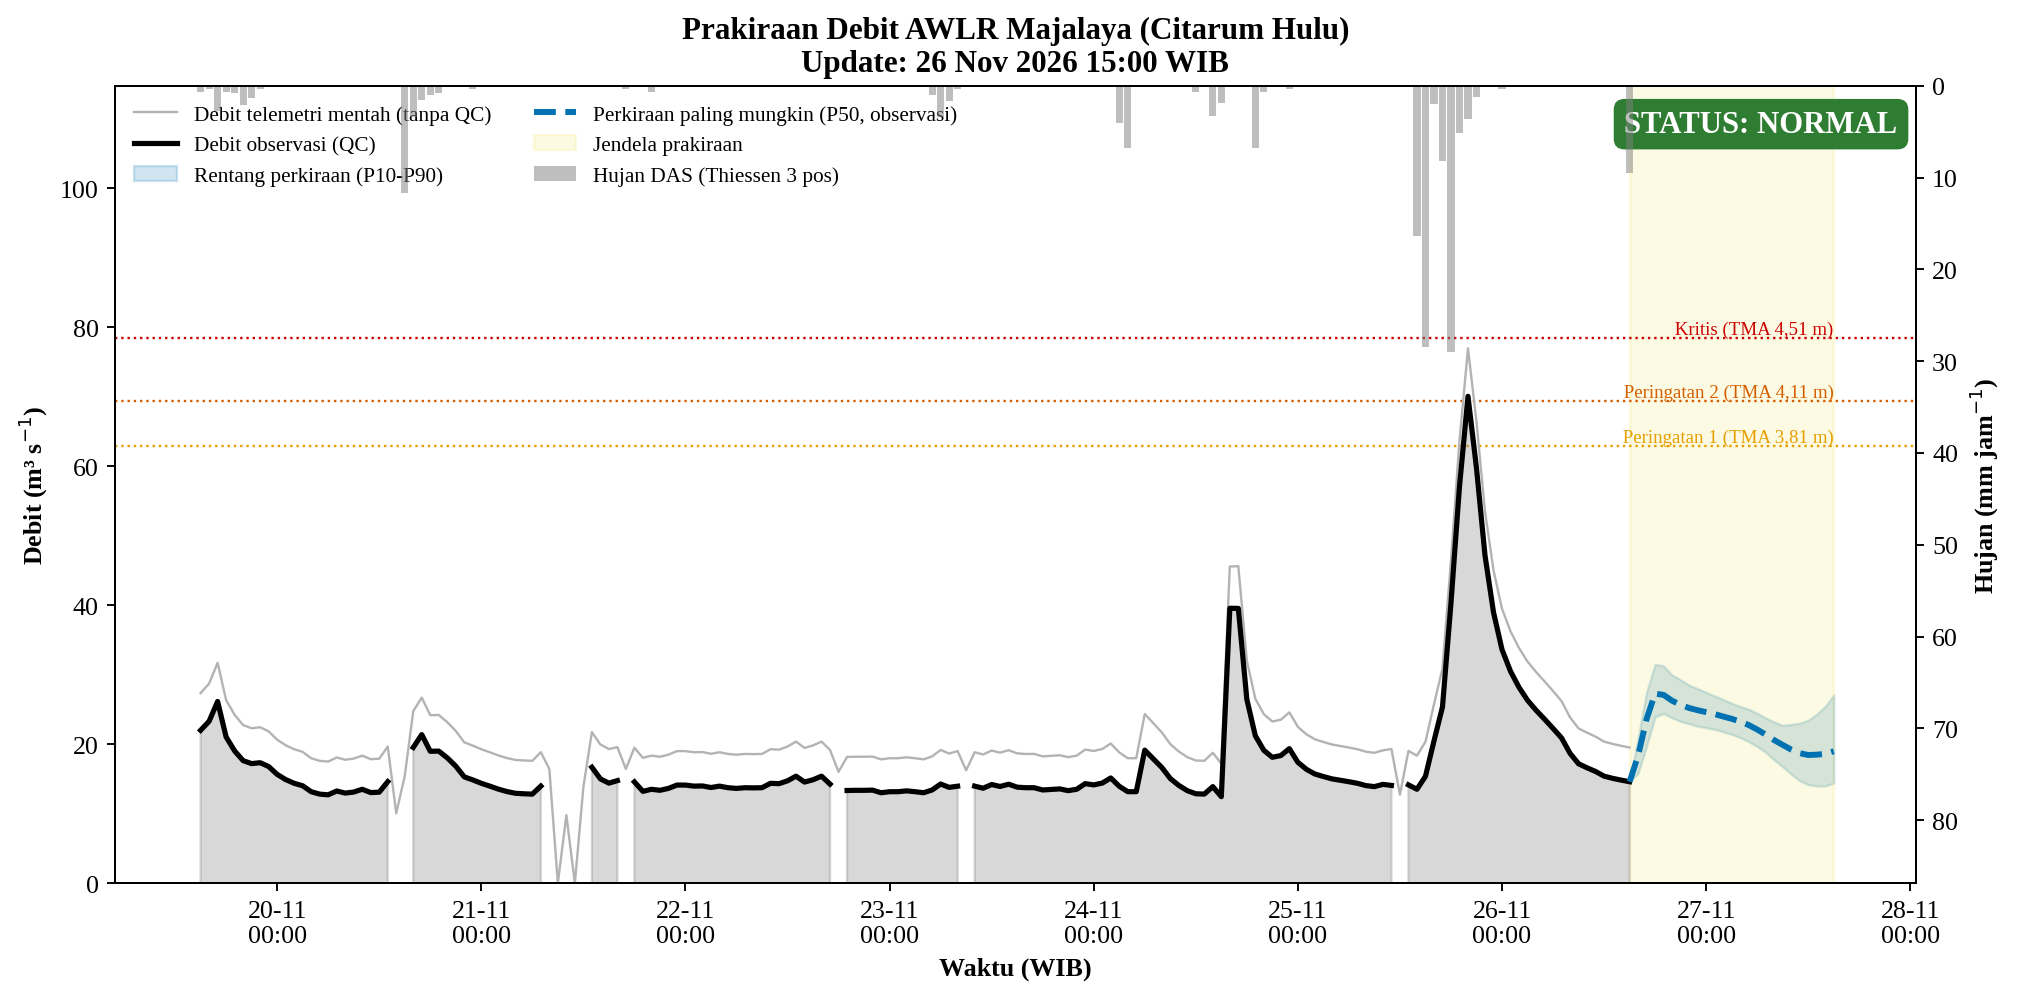 Prakiraan Debit AWLR Majalaya (Citarum Hulu)
Update: 26 Nov 2026 15:00 WIB
Debit telemetri mentah (tanpa QC)
Debit observasi (QC)
Rentang perkiraan (P10-P90)
Perkiraan paling mungkin (P50, observasi)
Jendela prakiraan
Hujan DAS (Thiessen 3 pos)
STATUS: NORMAL
Kritis (TMA 4,51 m)
Peringatan 2 (TMA 4,11 m)
Peringatan 1 (TMA 3,81 m)
Debit (m³ s⁻¹)
100
80
60
40
20
0
Hujan (mm jam⁻¹)
0
10
20
30
40
50
60
70
80
20-11
00:00
21-11
00:00
22-11
00:00
23-11
00:00
24-11
00:00
25-11
00:00
26-11
00:00
27-11
00:00
28-11
00:00
Waktu (WIB)